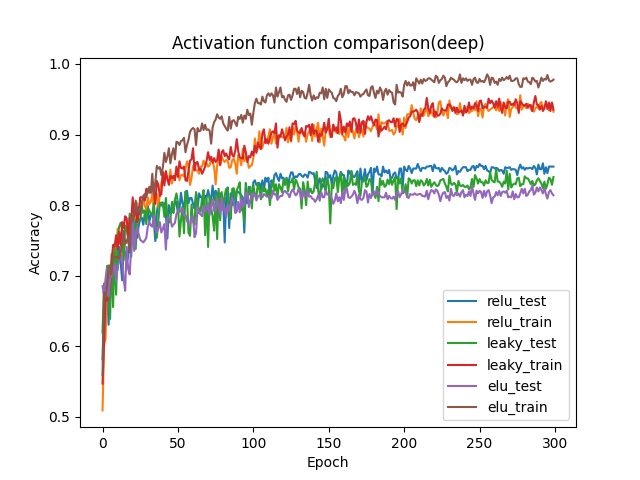 Activation function comparison(deep)
Accuracy
1.0
0.9
0.8
0.7
0.6
0.5
relu_test
relu_train
leaky_test
leaky_train
elu_test
elu_train
0 50 100 150 200 250 300
Epoch